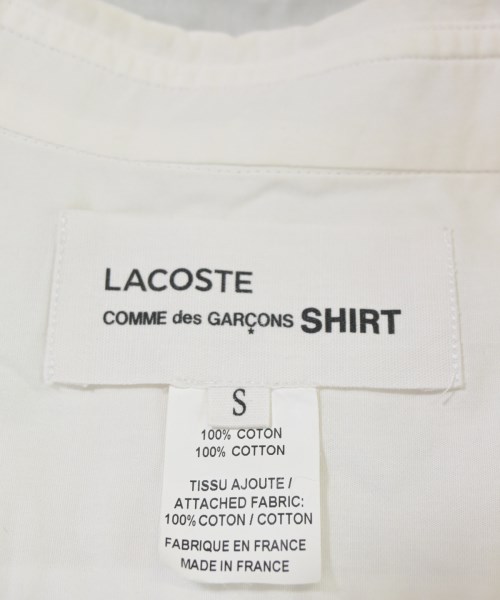 LACOSTE
COMME des GARÇONS SHIRT
S
100% COTON
100% COTTON
TISSU AJOUTE /
ATTACHED FABRIC:
100% COTON / COTTON
FABRIQUE EN FRANCE
MADE IN FRANCE